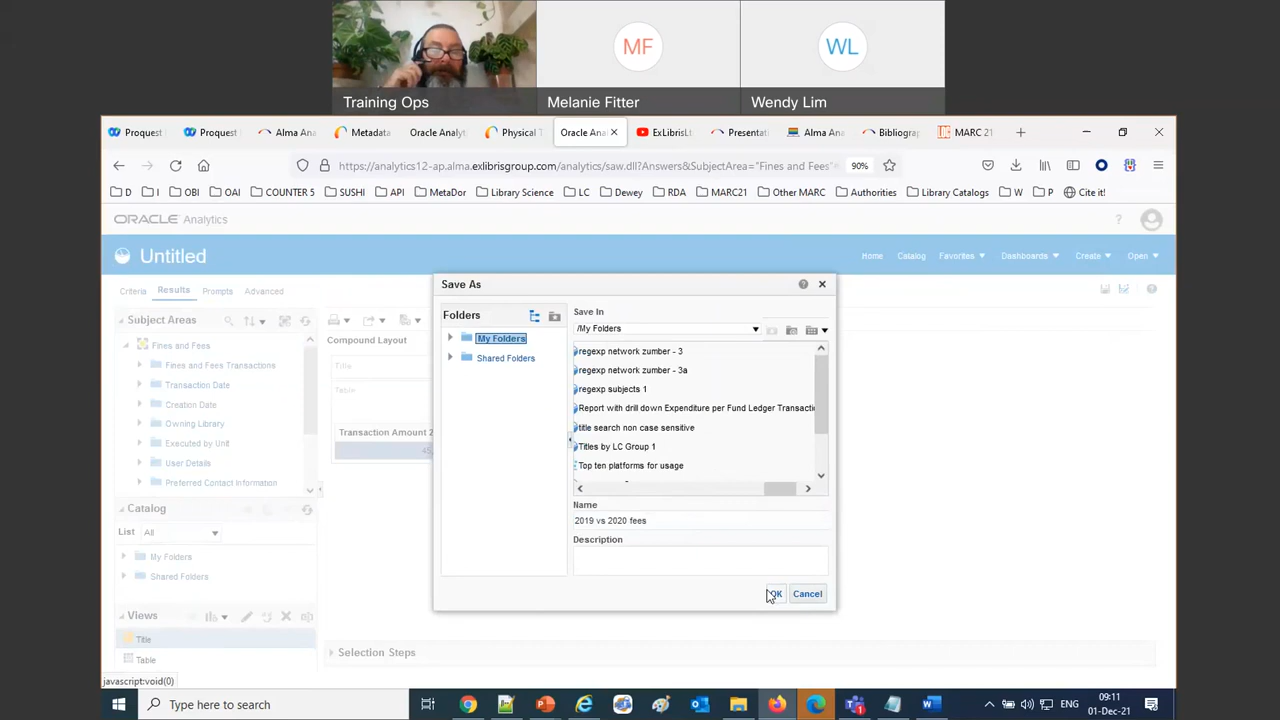 MF
WL
Training Ops
Melanie Fitter
Wendy Lim
Proquest
Proquest
Alma Ana
Metadata
Oracle Analyt
Physical T
Oracle Anal
ExLibrisLt
Presentati
Alma Ana
Bibliograp
MARC 21
https://analytics12-ap.alma.exlibrisgroup.com/analytics/saw.dll?Answers&SubjectArea="Fines and Fees"
90%
D
I
OBI
OAI
COUNTER 5
SUSHI
API
MetaDor
Library Science
LC
Dewey
RDA
MARC21
Other MARC
Authorities
Library Catalogs
W
P
Cite it!
ORACLE Analytics
Untitled
Home
Catalog
Favorites
Dashboards
Create
Open
Criteria
Results
Prompts
Advanced
Subject Areas
Fines and Fees
Fines and Fees Transactions
Transaction Date
Creation Date
Owning Library
Executed by Unit
User Details
Preferred Contact Information
Catalog
List
All
My Folders
Shared Folders
Views
Title
Table
Compound Layout
Title
Table
Transaction Amount 2
45,
Selection Steps
Save As
Folders
My Folders
Shared Folders
Save In
/My Folders
regexp network zumber - 3
regexp network zumber - 3a
regexp subjects 1
Report with drill down Expenditure per Fund Ledger Transacti
title search non case sensitive
Titles by LC Group 1
Top ten platforms for usage
Name
2019 vs 2020 fees
Description
OK
Cancel
javascript:void(0)
Type here to search
ENG
09:11
01-Dec-21